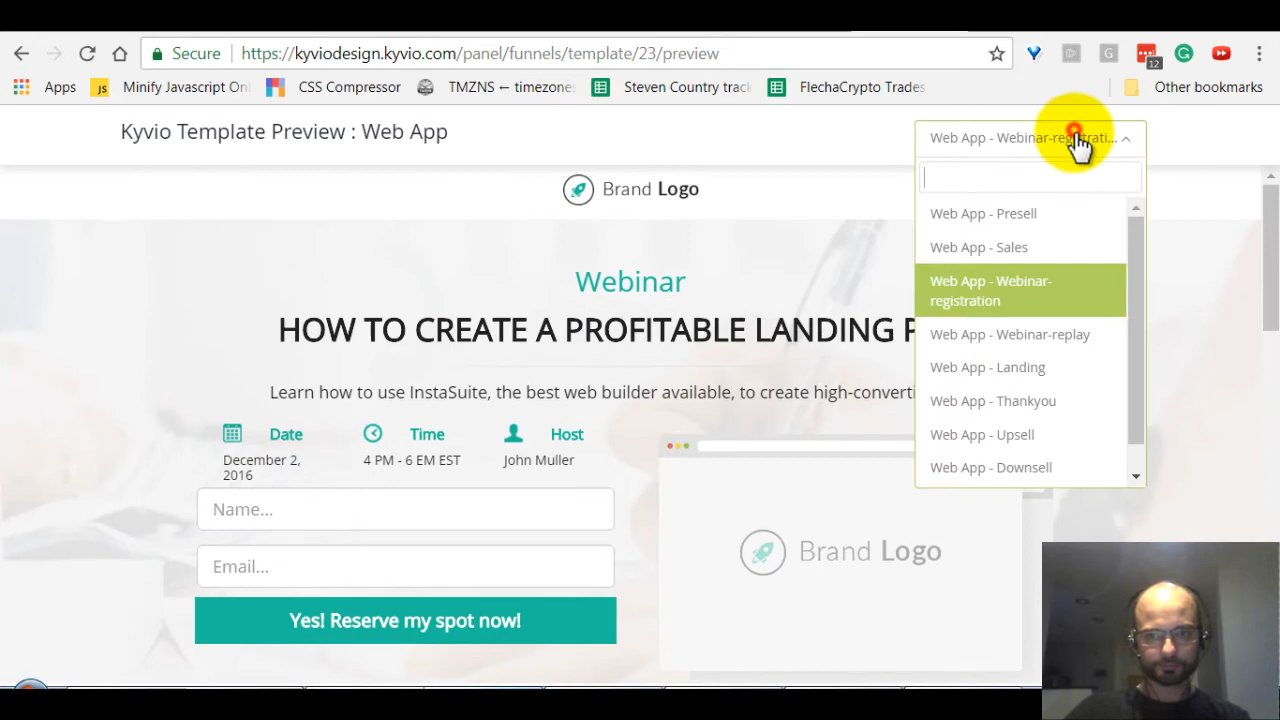 Secure
https://kyviodesign.kyvio.com/panel/funnels/template/23/preview
12
Apps
JS
Minify Javascript Onl
CSS Compressor
TMZNS ← timezone
Steven Country track
FlechaCrypto Trades
Other bookmarks
Kyvio Template Preview : Web App
Web App - Webinar-registrati...
Brand Logo
Web App - Presell
Web App - Sales
Web App - Webinar-
registration
Web App - Webinar-replay
Web App - Landing
Web App - Thankyou
Web App - Upsell
Web App - Downsell
Webinar
HOW TO CREATE A PROFITABLE LANDING P
Learn how to use InstaSuite, the best web builder available, to create high-converti
Date
Time
Host
December 2,
2016
4 PM - 6 EM EST
John Muller
Name...
Email...
Yes! Reserve my spot now!
Brand Logo